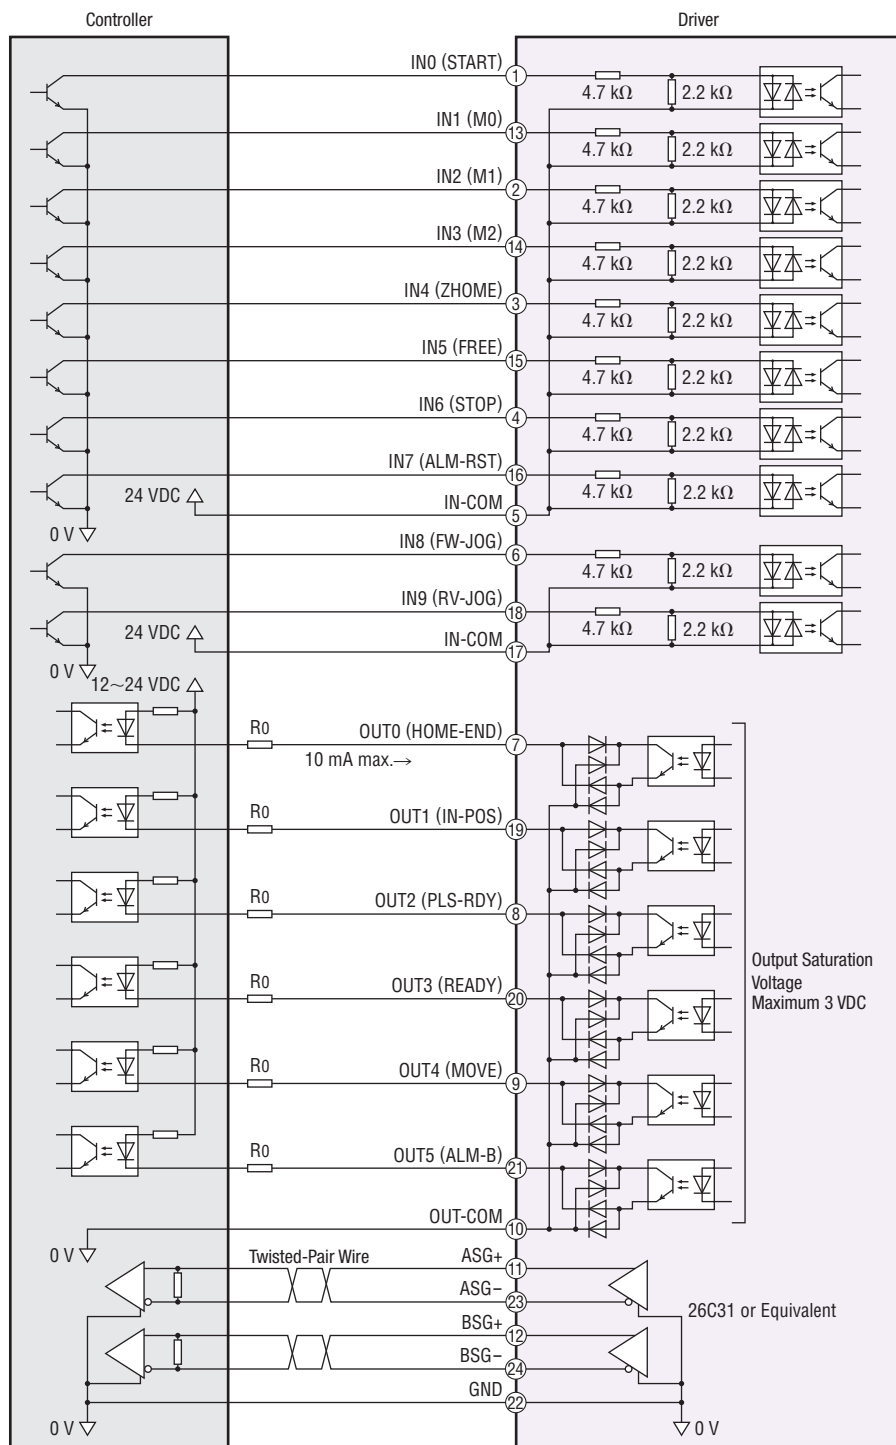 Controller
Driver
IN0 (START)
1
4.7 kΩ
2.2 kΩ
IN1 (M0)
13
4.7 kΩ
2.2 kΩ
IN2 (M1)
2
4.7 kΩ
2.2 kΩ
IN3 (M2)
14
4.7 kΩ
2.2 kΩ
IN4 (ZHOME)
3
4.7 kΩ
2.2 kΩ
IN5 (FREE)
15
4.7 kΩ
2.2 kΩ
IN6 (STOP)
4
4.7 kΩ
2.2 kΩ
IN7 (ALM-RST)
16
4.7 kΩ
2.2 kΩ
24 VDC
IN-COM
5
0 V
IN8 (FW-JOG)
6
4.7 kΩ
2.2 kΩ
IN9 (RV-JOG)
18
4.7 kΩ
2.2 kΩ
24 VDC
IN-COM
17
0 V
12~24 VDC
R0
OUT0 (HOME-END)
7
10 mA max.→
R0
OUT1 (IN-POS)
19
R0
OUT2 (PLS-RDY)
8
Output Saturation
Voltage
Maximum 3 VDC
R0
OUT3 (READY)
20
R0
OUT4 (MOVE)
9
R0
OUT5 (ALM-B)
21
OUT-COM
10
0 V
Twisted-Pair Wire
ASG+
11
ASG−
23
26C31 or Equivalent
BSG+
12
BSG−
24
GND
22
0 V
0 V